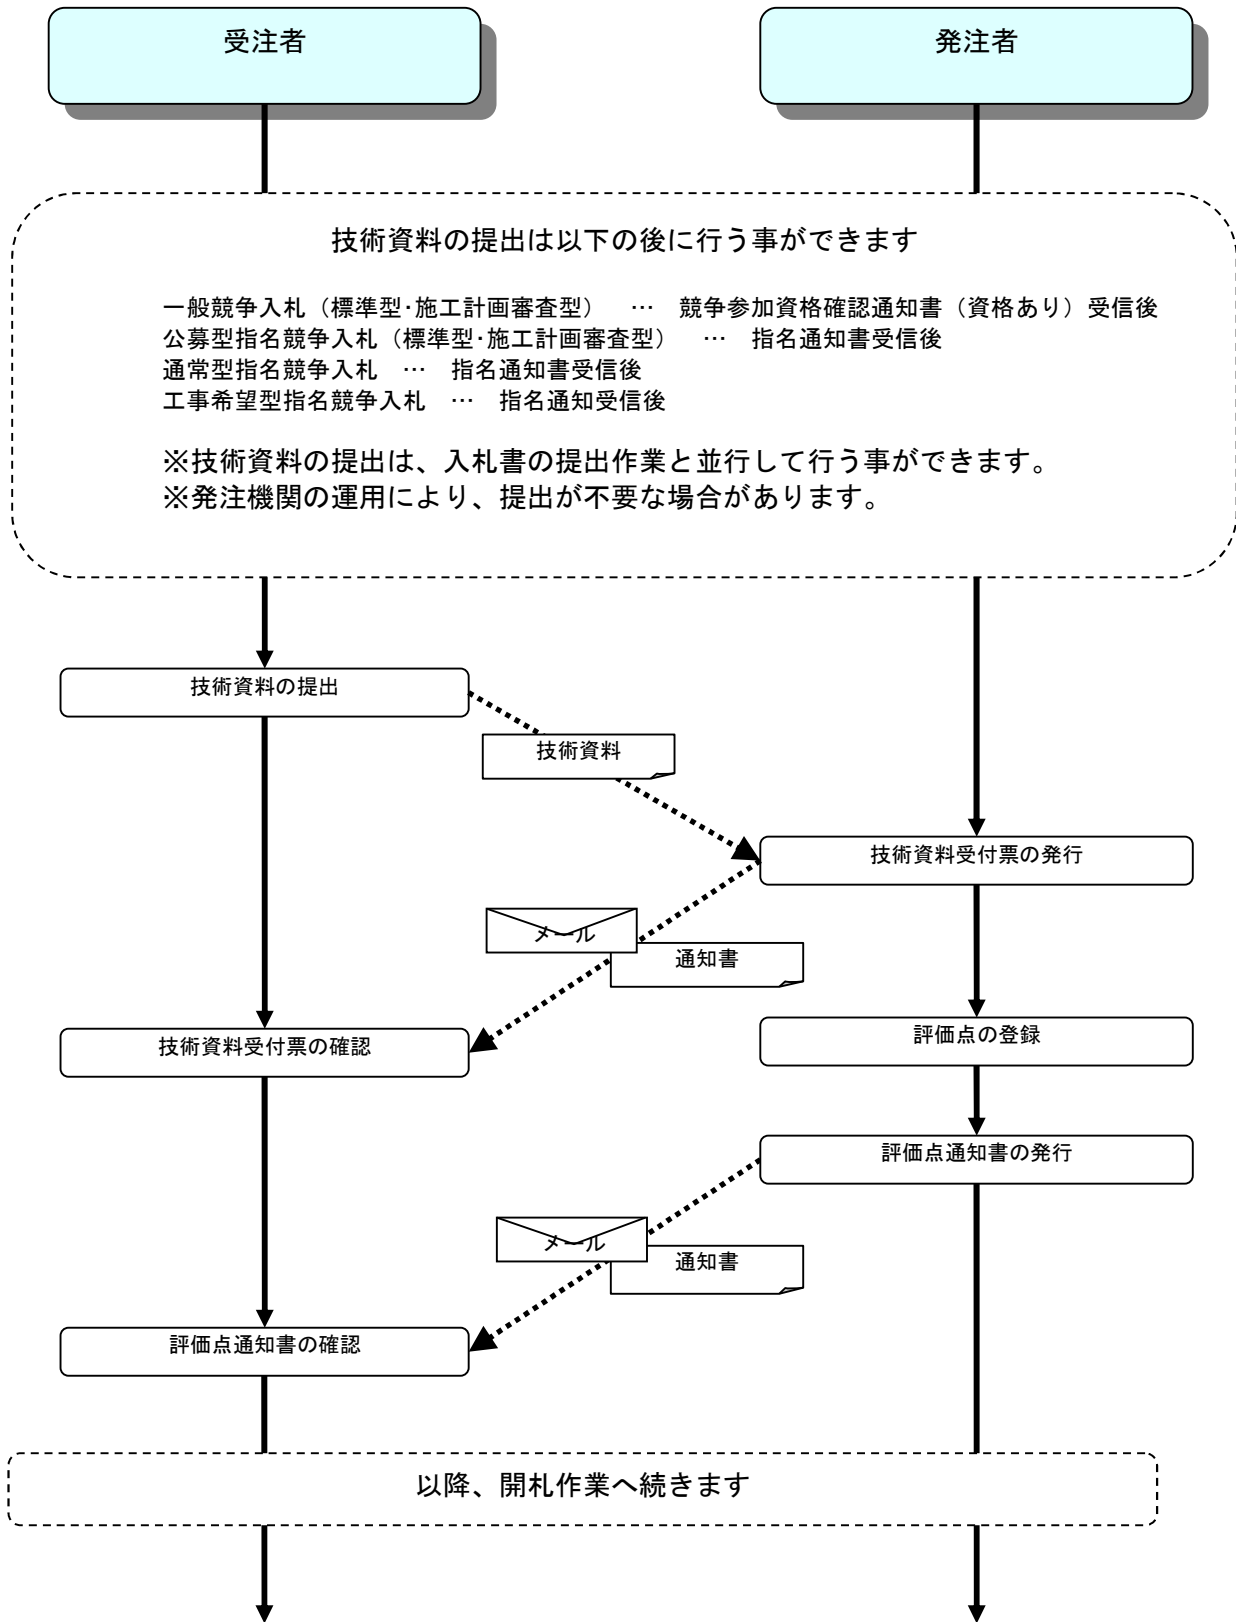 受注者
発注者
技術資料の提出は以下の後に行う事ができます
一般競争入札（標準型･施工計画審査型）　…　競争参加資格確認通知書（資格あり）受信後
公募型指名競争入札（標準型･施工計画審査型）　…　指名通知書受信後
通常型指名競争入札　…　指名通知書受信後
工事希望型指名競争入札　…　指名通知受信後
※技術資料の提出は、入札書の提出作業と並行して行う事ができます。
※発注機関の運用により、提出が不要な場合があります。
技術資料の提出
技術資料
技術資料受付票の発行
メール
通知書
技術資料受付票の確認
評価点の登録
評価点通知書の発行
メール
通知書
評価点通知書の確認
以降、開札作業へ続きます